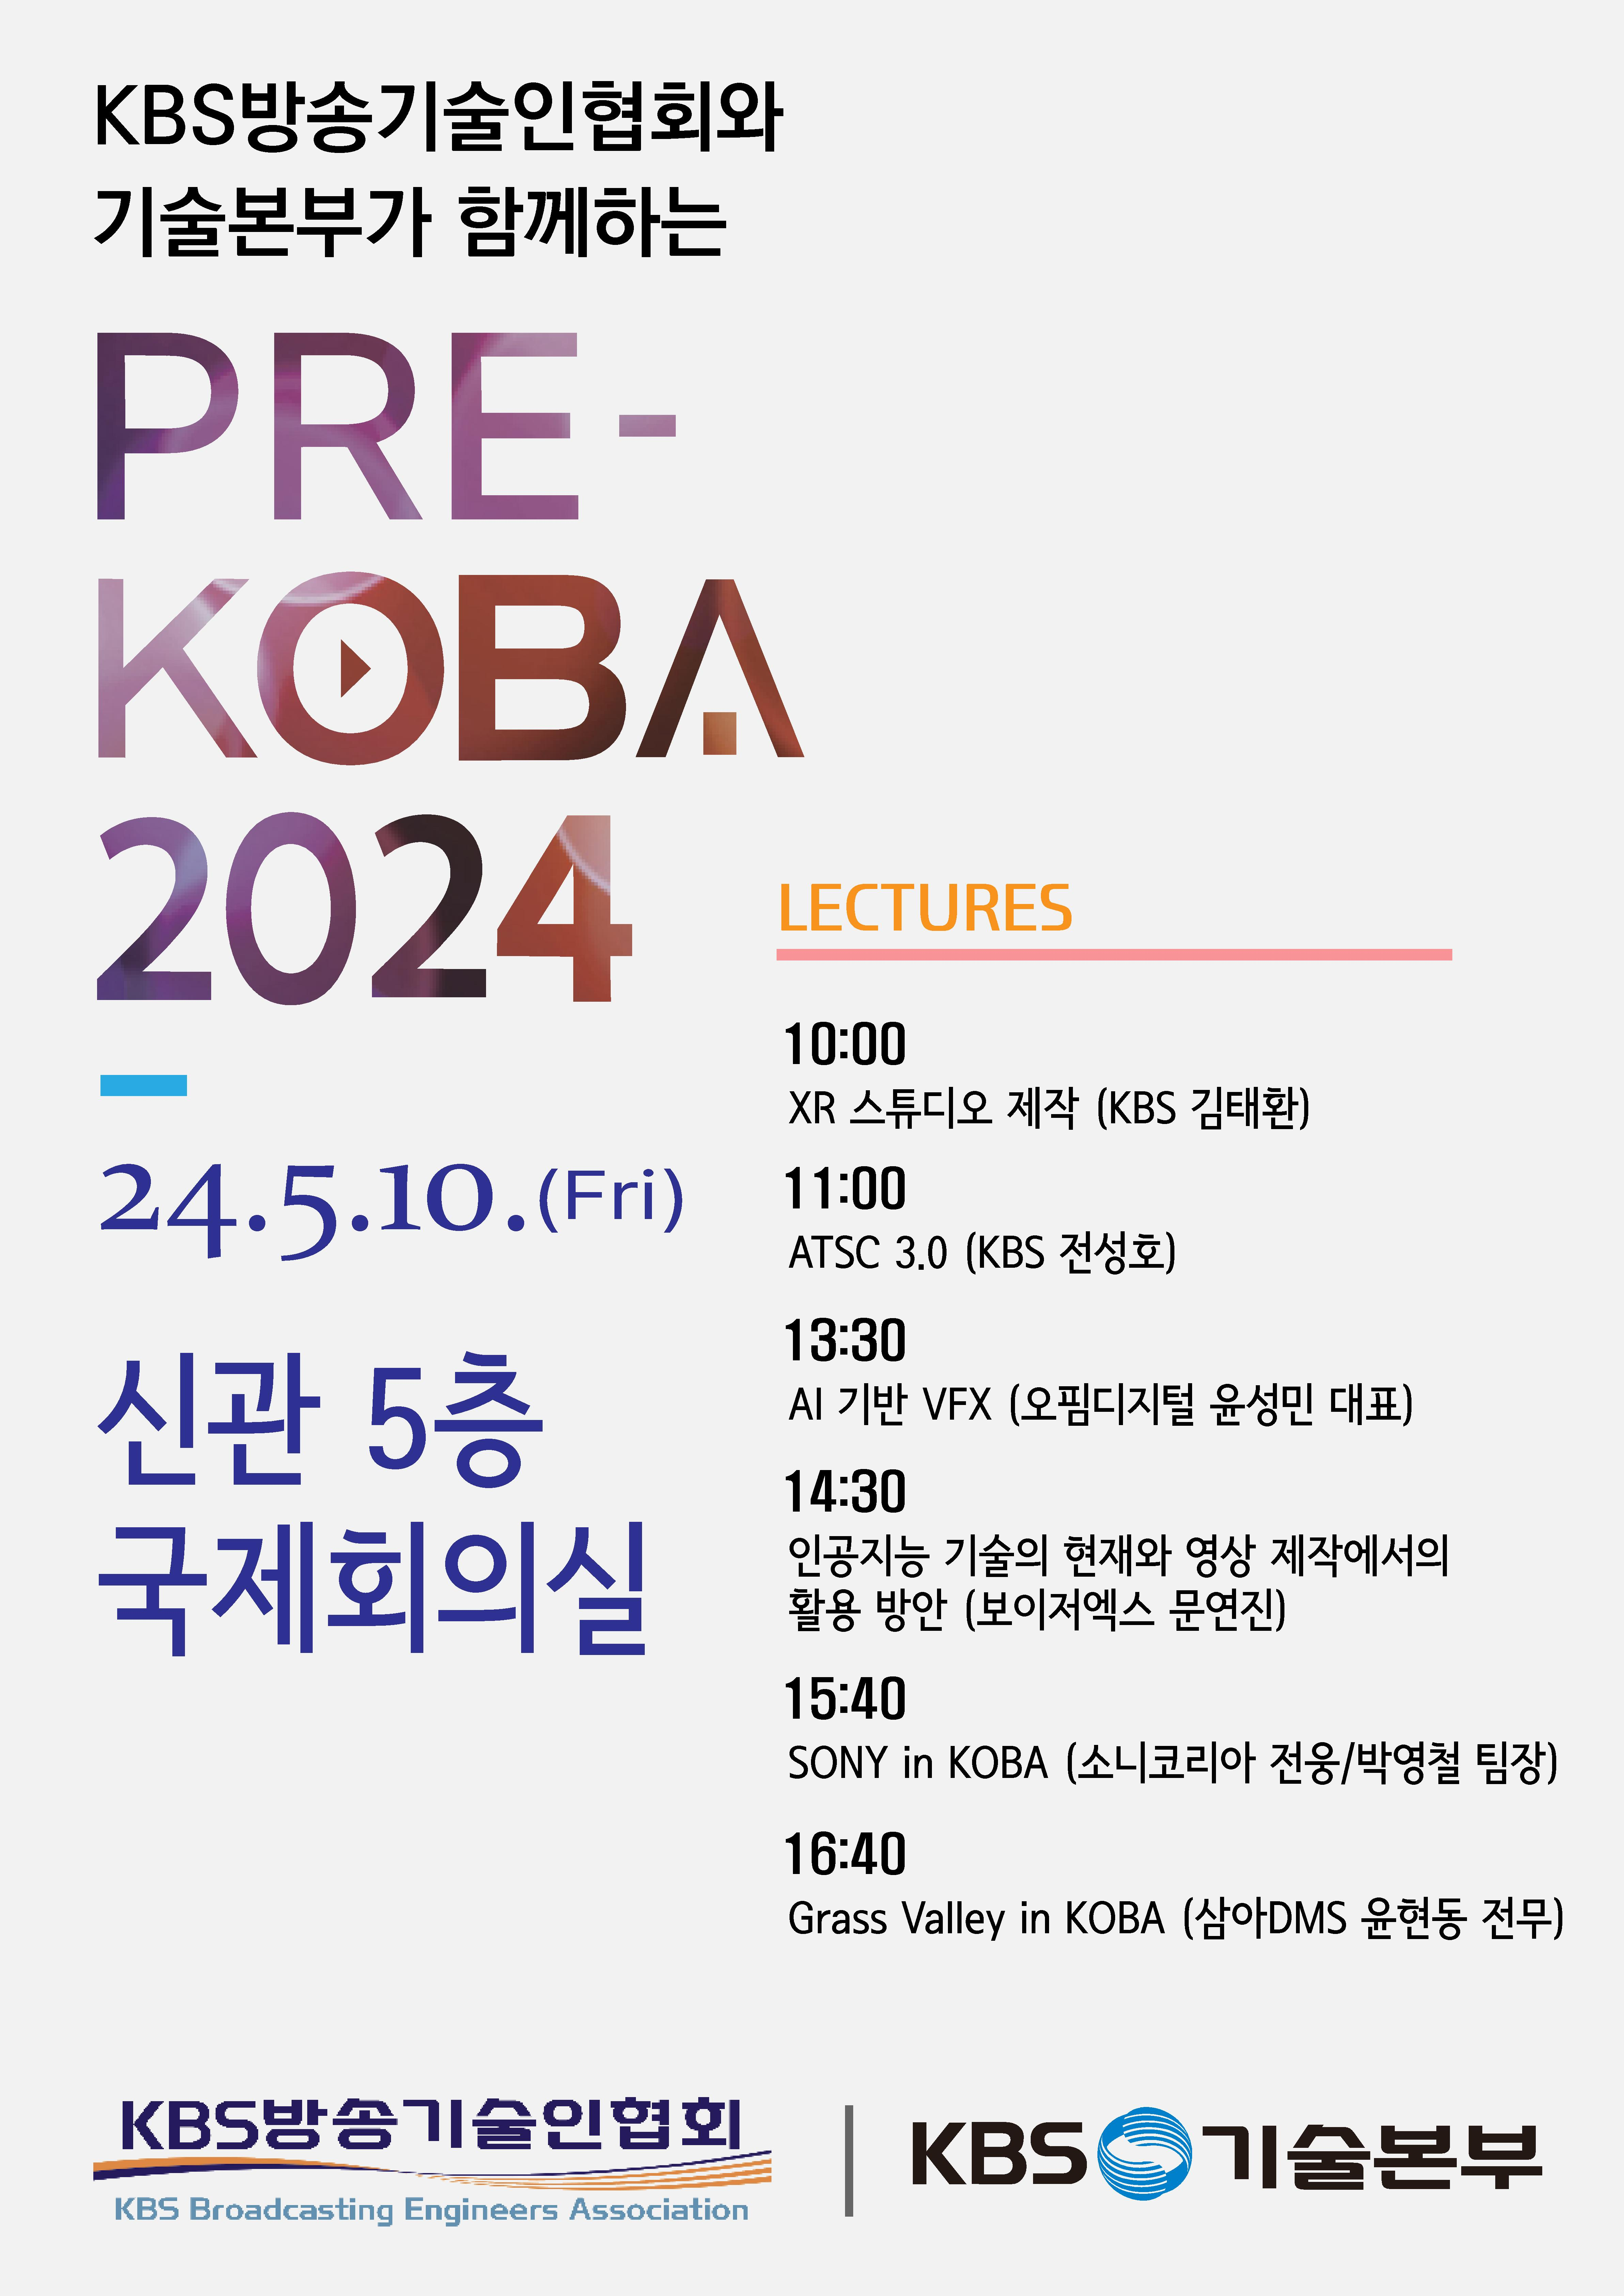 KBS방송기술인협회와
기술본부가 함께하는
PRE-
KOBA
2024
24.5.10.(Fri)
신관 5층
국제회의실
LECTURES
10:00
XR 스튜디오 제작 (KBS 김태환)
11:00
ATSC 3.0 (KBS 전성호)
13:30
AI 기반 VFX (오핌디지털 윤성민 대표)
14:30
인공지능 기술의 현재와 영상 제작에서의
활용 방안 (보이저엑스 문연진)
15:40
SONY in KOBA (소니코리아 전웅/박영철 팀장)
16:40
Grass Valley in KOBA (삼아DMS 윤현동 전무)
KBS방송기술인협회
KBS Broadcasting Engineers Association
KBS 기술본부